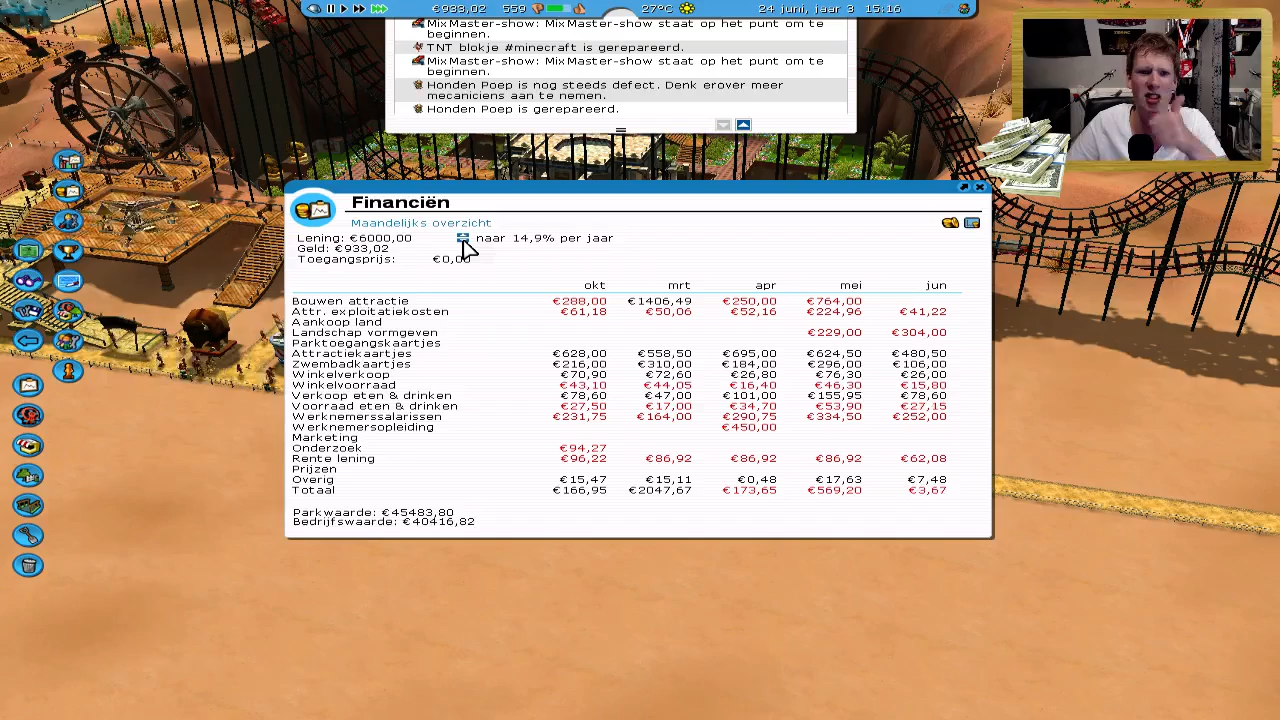 €933,02 559 27°C 24 juni, jaar 3 15:16
MixMaster-show: MixMaster-show staat op het punt om te
beginnen.
TNT blokje #minecraft is gerepareerd.
MixMaster-show: MixMaster-show staat op het punt om te
beginnen.
Honden Poep is nog steeds defect. Denk erover meer
mecaniciens aan te nemen.
Honden Poep is gerepareerd.
Financiën
Maandelijks overzicht
Lening: €6000,00 naar 14,9% per jaar
Geld: €933,02
Toegangsprijs: €0,00
okt mrt apr mei jun
Bouwen attractie €288,00 €1406,49 €250,00 €764,00
Attr. exploitatiekosten €61,18 €50,06 €52,16 €224,96 €41,22
Aankoop land
Landschap vormgeven €229,00 €304,00
Parktoegangskaartjes
Attractiekaartjes €628,00 €558,50 €695,00 €624,50 €480,50
Zwembadkaartjes €216,00 €310,00 €184,00 €296,00 €106,00
Winkelverkoop €70,90 €72,60 €26,80 €76,30 €26,00
Winkelvoorraad €43,10 €44,05 €16,40 €46,30 €15,80
Verkoop eten & drinken €78,60 €47,00 €101,00 €155,95 €78,60
Voorraad eten & drinken €27,50 €17,00 €34,70 €53,90 €27,15
Werknemerssalarissen €231,75 €164,00 €290,75 €334,50 €252,00
Werknemersopleiding €450,00
Marketing
Onderzoek €94,27
Rente lening €96,22 €86,92 €86,92 €86,92 €62,08
Prijzen
Overig €15,47 €15,11 €0,48 €17,63 €7,48
Totaal €166,95 €2047,67 €173,65 €569,20 €3,67
Parkwaarde: €45483,80
Bedrijfswaarde: €40416,82